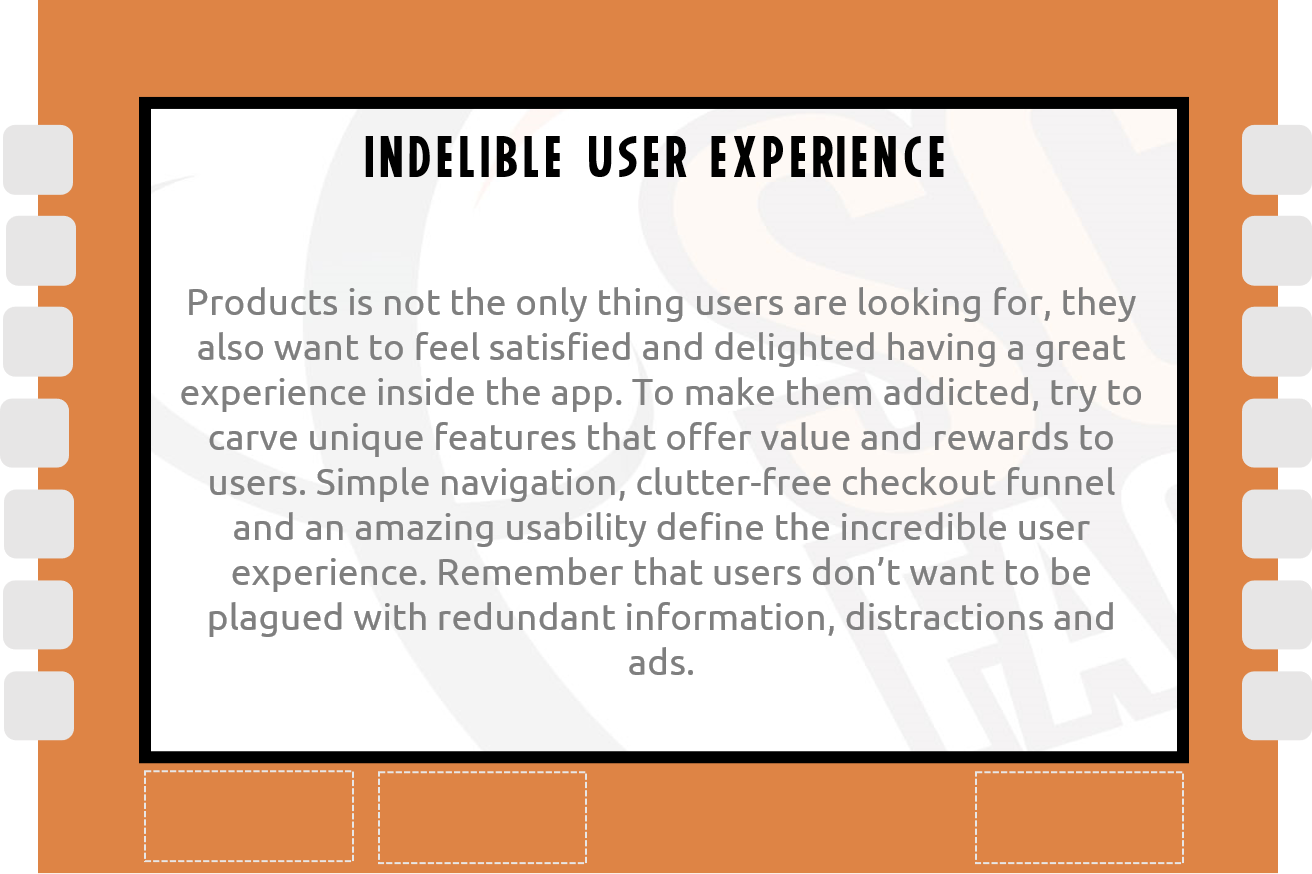 INDELIBLE USER EXPERIENCE
Products is not the only thing users are looking for, they
also want to feel satisfied and delighted having a great
experience inside the app. To make them addicted, try to
carve unique features that offer value and rewards to
users. Simple navigation, clutter-free checkout funnel
and an amazing usability define the incredible user
experience. Remember that users don’t want to be
plagued with redundant information, distractions and
ads.